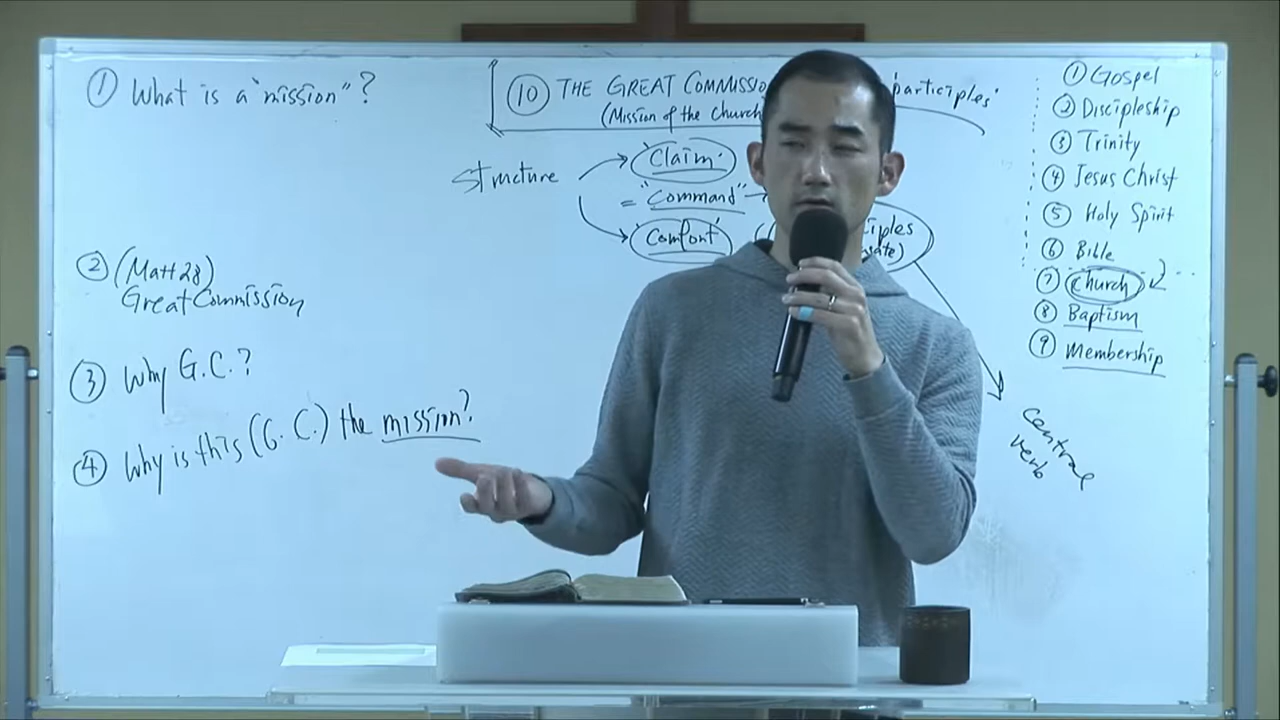 ① What is a "mission"?
② (Matt 28)
Great Commission
③ Why G.C.?
④ Why is this (G. C.) the mission?
⑩ THE GREAT COMMISSIO
(Mission of the Church
participles'
Structure
'Claim'
= "Command" →
'Comfort'
central
verb
① Gospel
② Discipleship
③ Trinity
④ Jesus Christ
⑤ Holy Spirit
⑥ Bible
⑦ Church
⑧ Baptism
⑨ Membership